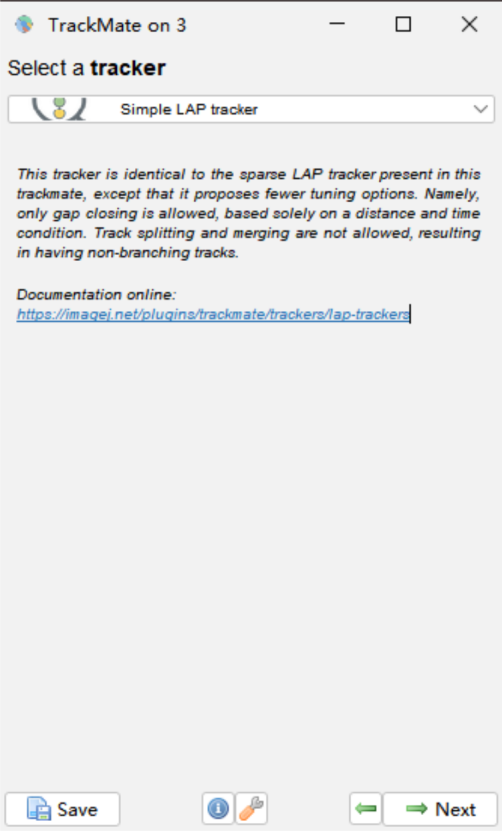 TrackMate on 3
Select a tracker
Simple LAP tracker
This tracker is identical to the sparse LAP tracker present in this
trackmate, except that it proposes fewer tuning options. Namely,
only gap closing is allowed, based solely on a distance and time
condition. Track splitting and merging are not allowed, resulting
in having non-branching tracks.
Documentation online:
https://imagej.net/plugins/trackmate/trackers/lap-trackers
Save
Next